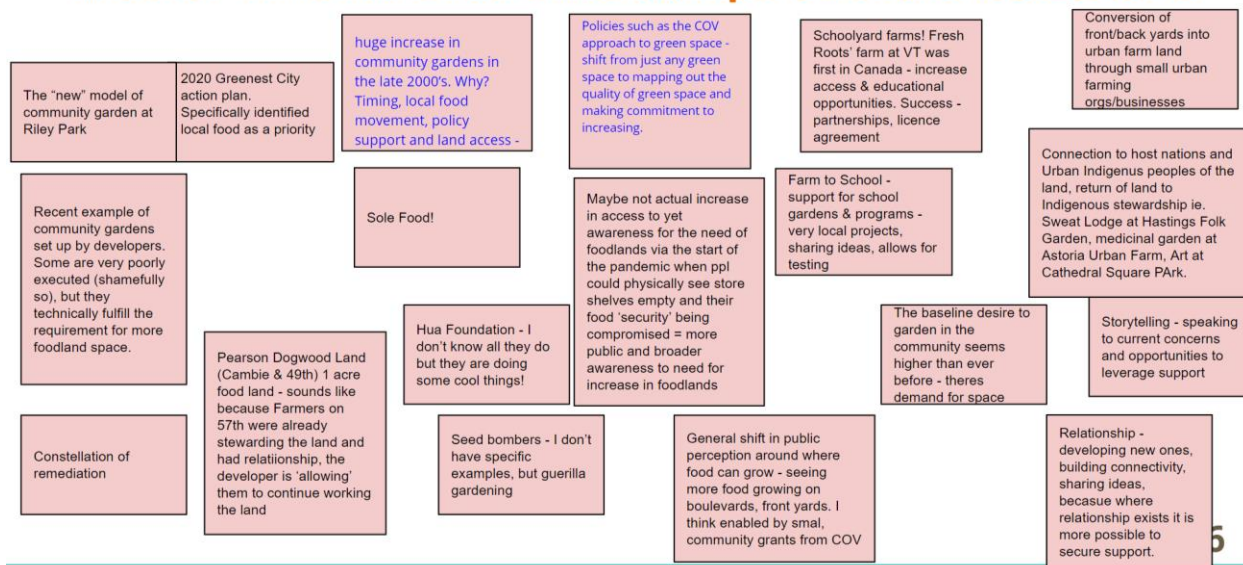 The “new” model of
community garden at
Riley Park
2020 Greenest City
action plan.
Specifically identified
local food as a priority
huge increase in
community gardens in
the late 2000’s. Why?
Timing, local food
movement, policy
support and land access -
Policies such as the COV
approach to green space -
shift from just any green
space to mapping out the
quality of green space and
making commitment to
increasing.
Schoolyard farms! Fresh
Roots’ farm at VT was
first in Canada - increase
access & educational
opportunities. Success -
partnerships, licence
agreement
Conversion of
front/back yards into
urban farm land
through small urban
farming
orgs/businesses
Recent example of
community gardens
set up by developers.
Some are very poorly
executed (shamefully
so), but they
technically fulfill the
requirement for more
foodland space.
Sole Food!
Maybe not actual increase
in access to yet
awareness for the need of
foodlands via the start of
the pandemic when ppl
could physically see store
shelves empty and their
food ‘security’ being
compromised = more
public and broader
awareness to need for
increase in foodlands
Farm to School -
support for school
gardens & programs -
very local projects,
sharing ideas, allows for
testing
Connection to host nations and
Urban Indigenus peoples of the
land, return of land to
Indigenous stewardship ie.
Sweat Lodge at Hastings Folk
Garden, medicinal garden at
Astoria Urban Farm, Art at
Cathedral Square PArk.
Pearson Dogwood Land
(Cambie & 49th) 1 acre
food land - sounds like
because Farmers on
57th were already
stewarding the land and
had relatiionship, the
developer is ‘allowing’
them to continue working
the land
Hua Foundation - I
don’t know all they do
but they are doing
some cool things!
The baseline desire to
garden in the
community seems
higher than ever
before - theres
demand for space
Storytelling - speaking
to current concerns
and opportunities to
leverage support
Constellation of
remediation
Seed bombers - I don’t
have specific
examples, but guerilla
gardening
General shift in public
perception around where
food can grow - seeing
more food growing on
boulevards, front yards. I
think enabled by smal,
community grants from COV
Relationship -
developing new ones,
building connectivity,
sharing ideas,
becasue where
relationship exists it is
more possible to
secure support.
6